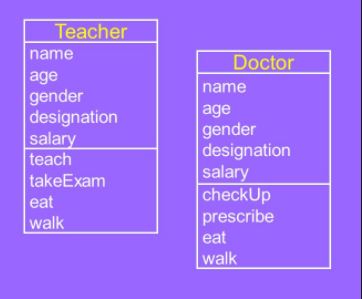 Teacher
name
age
gender
designation
salary
teach
takeExam
eat
walk
Doctor
name
age
gender
designation
salary
checkUp
prescribe
eat
walk